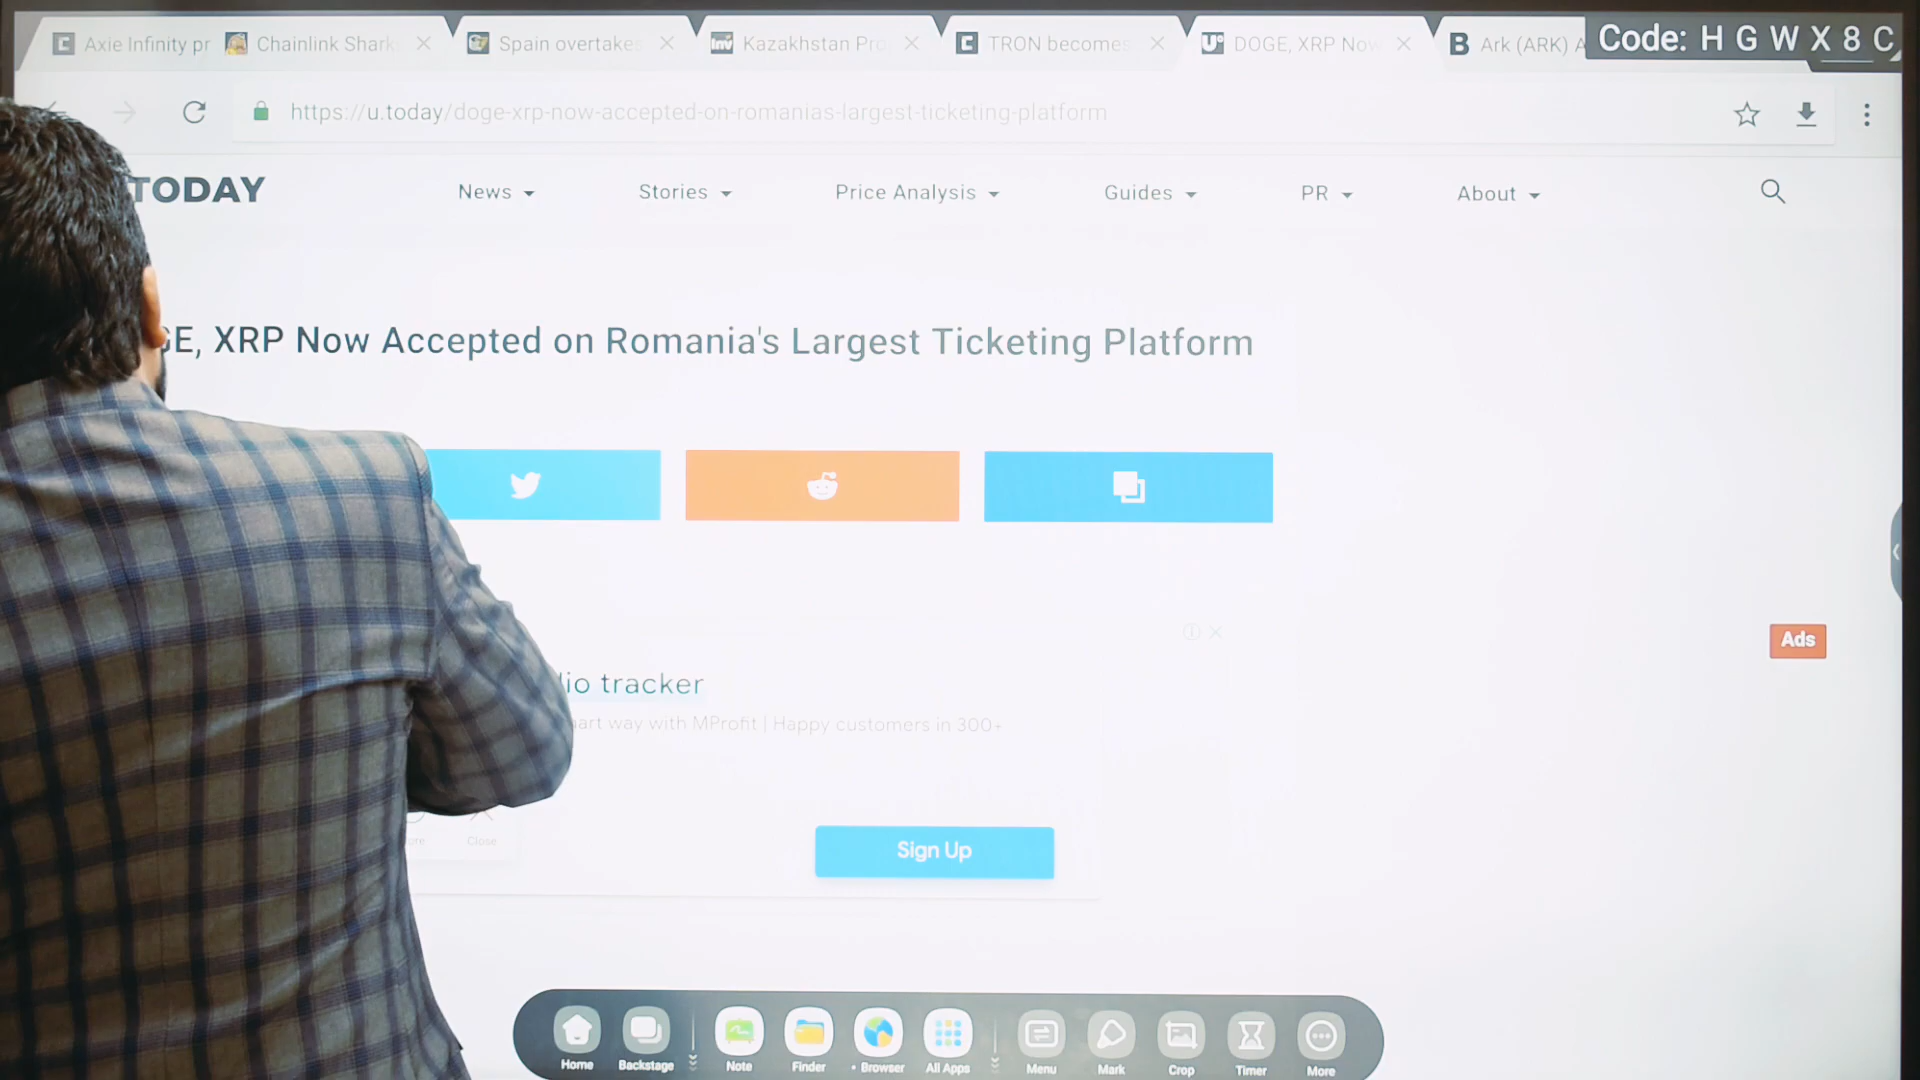 Axie Infinity pr
Chainlink Shark
Spain overtakes
Kazakhstan Pro
TRON becomes
DOGE, XRP Now
Ark (ARK) A
Code: H G W X 8 C
https://u.today/doge-xrp-now-accepted-on-romanias-largest-ticketing-platform
TODAY
News
Stories
Price Analysis
Guides
PR
About
GE, XRP Now Accepted on Romania's Largest Ticketing Platform
Ads
lio tracker
art way with MProfit | Happy customers in 300+
ore
Close
Sign Up
Home
Backstage
Note
Finder
Browser
All Apps
Menu
Mark
Crop
Timer
More